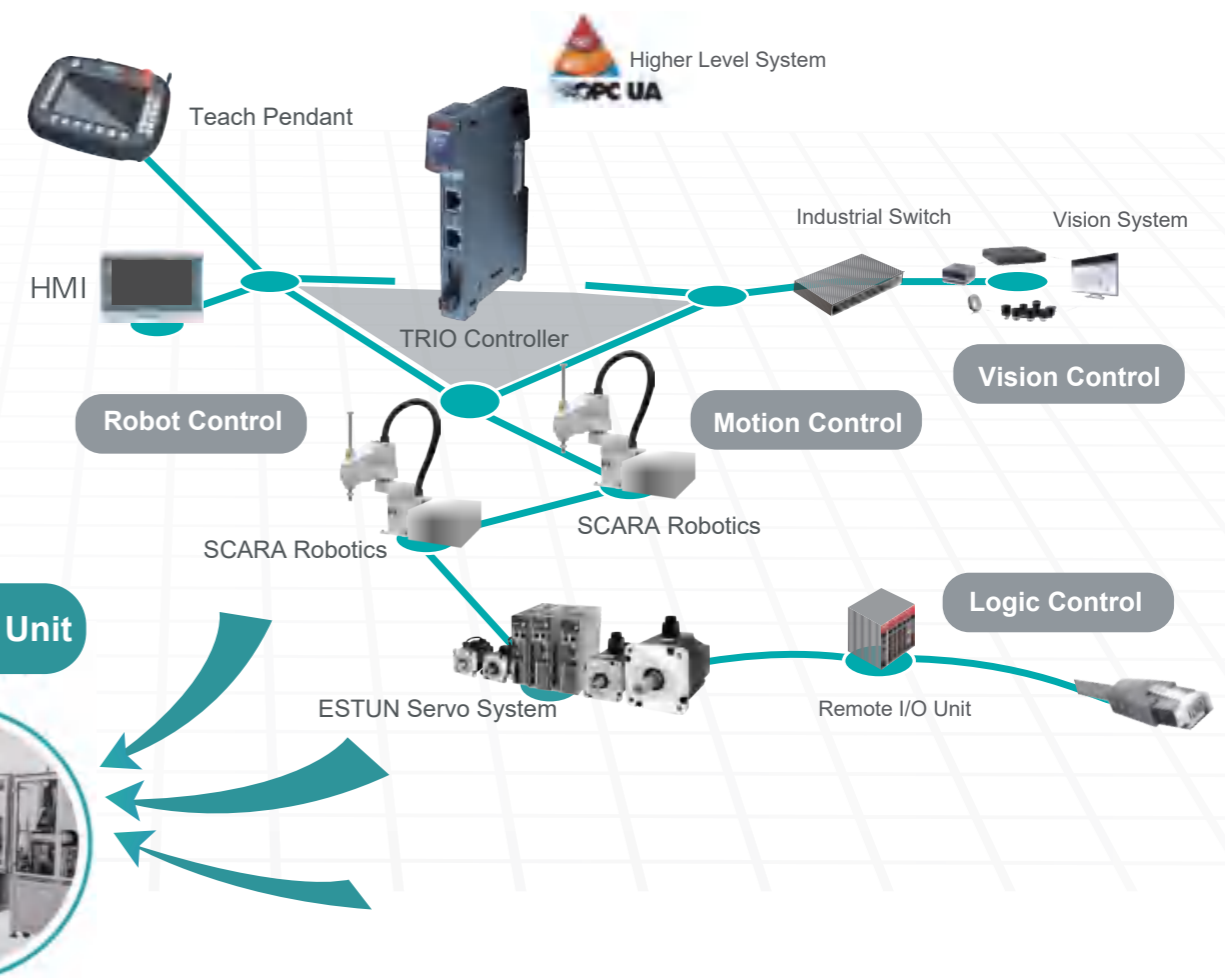 Higher Level System
OPC UA
Teach Pendant
Industrial Switch
Vision System
HMI
TRIO Controller
Vision Control
Robot Control
Motion Control
SCARA Robotics
SCARA Robotics
Logic Control
Unit
ESTUN Servo System
Remote I/O Unit